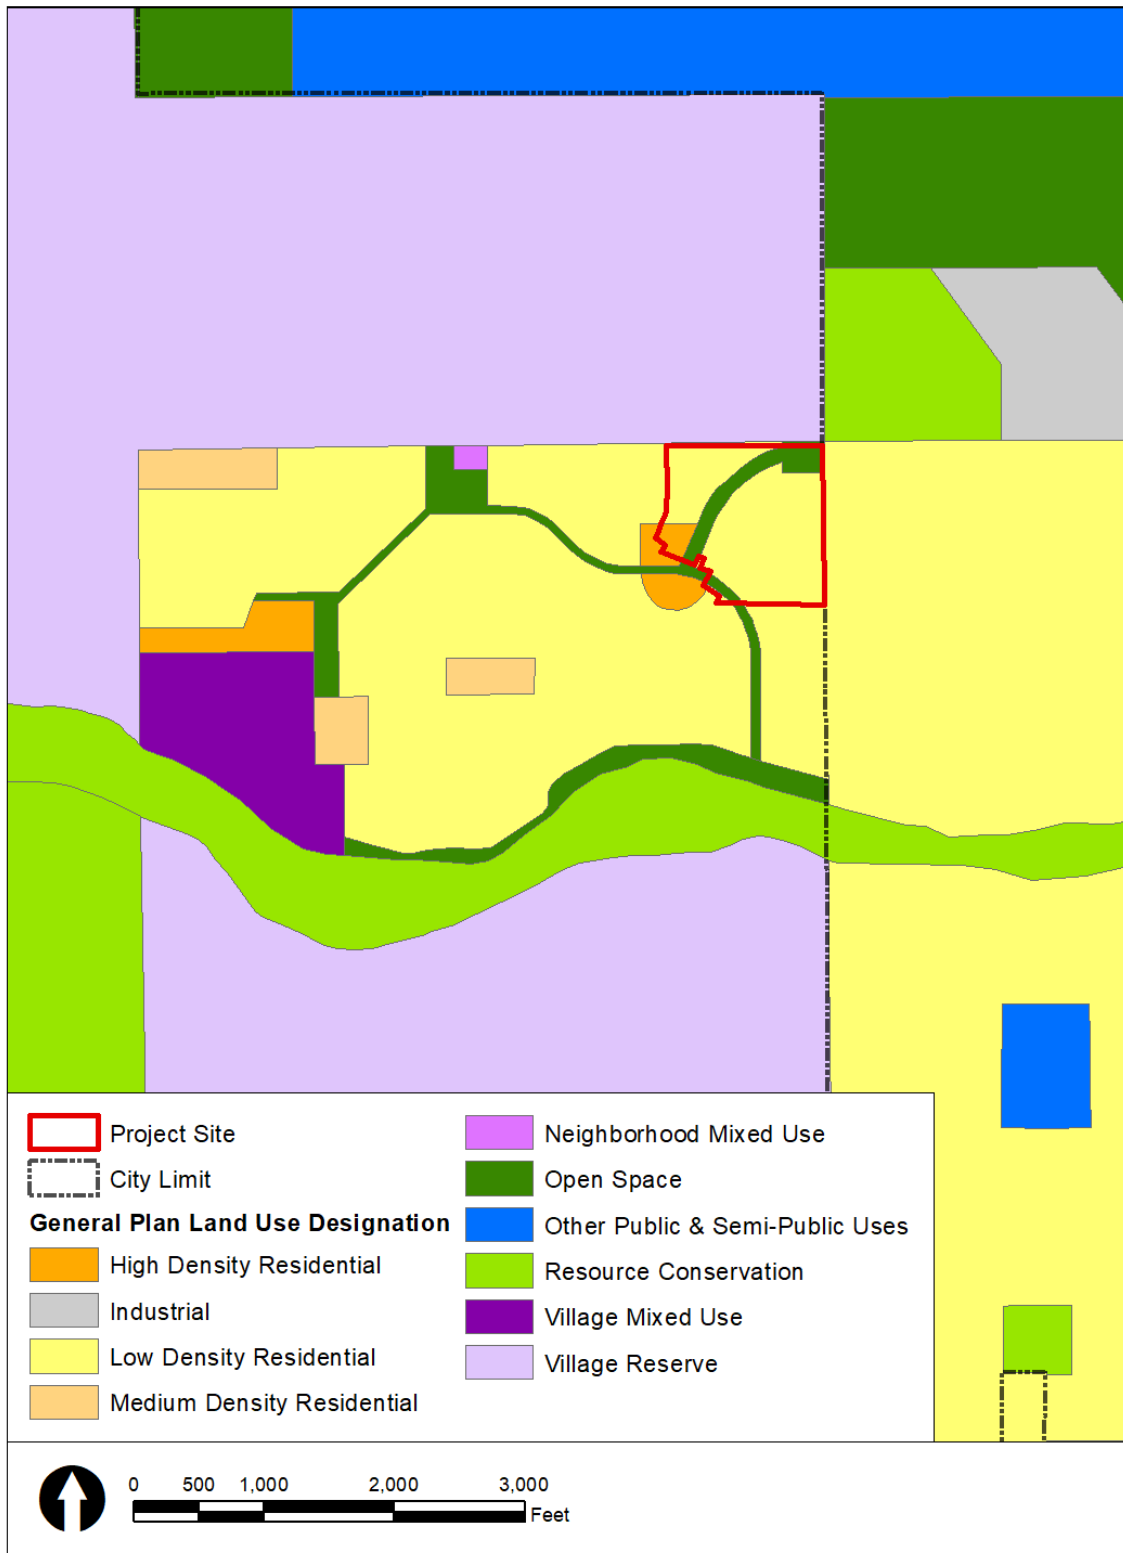 Project Site
City Limit
General Plan Land Use Designation
High Density Residential
Industrial
Low Density Residential
Medium Density Residential
Neighborhood Mixed Use
Open Space
Other Public & Semi-Public Uses
Resource Conservation
Village Mixed Use
Village Reserve
0 500 1,000 2,000 3,000
Feet